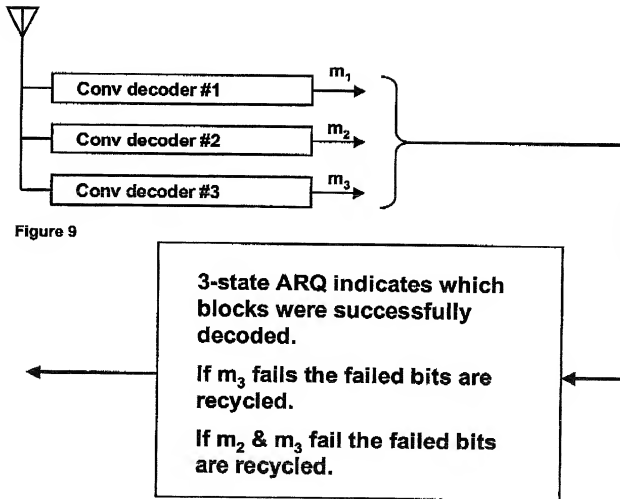 m₁
Conv decoder #1
m₂
Conv decoder #2
m₃
Conv decoder #3
Figure 9
3-state ARQ indicates which
blocks were successfully
decoded.
If m₃ fails the failed bits are
recycled.
If m₂ & m₃ fail the failed bits
are recycled.